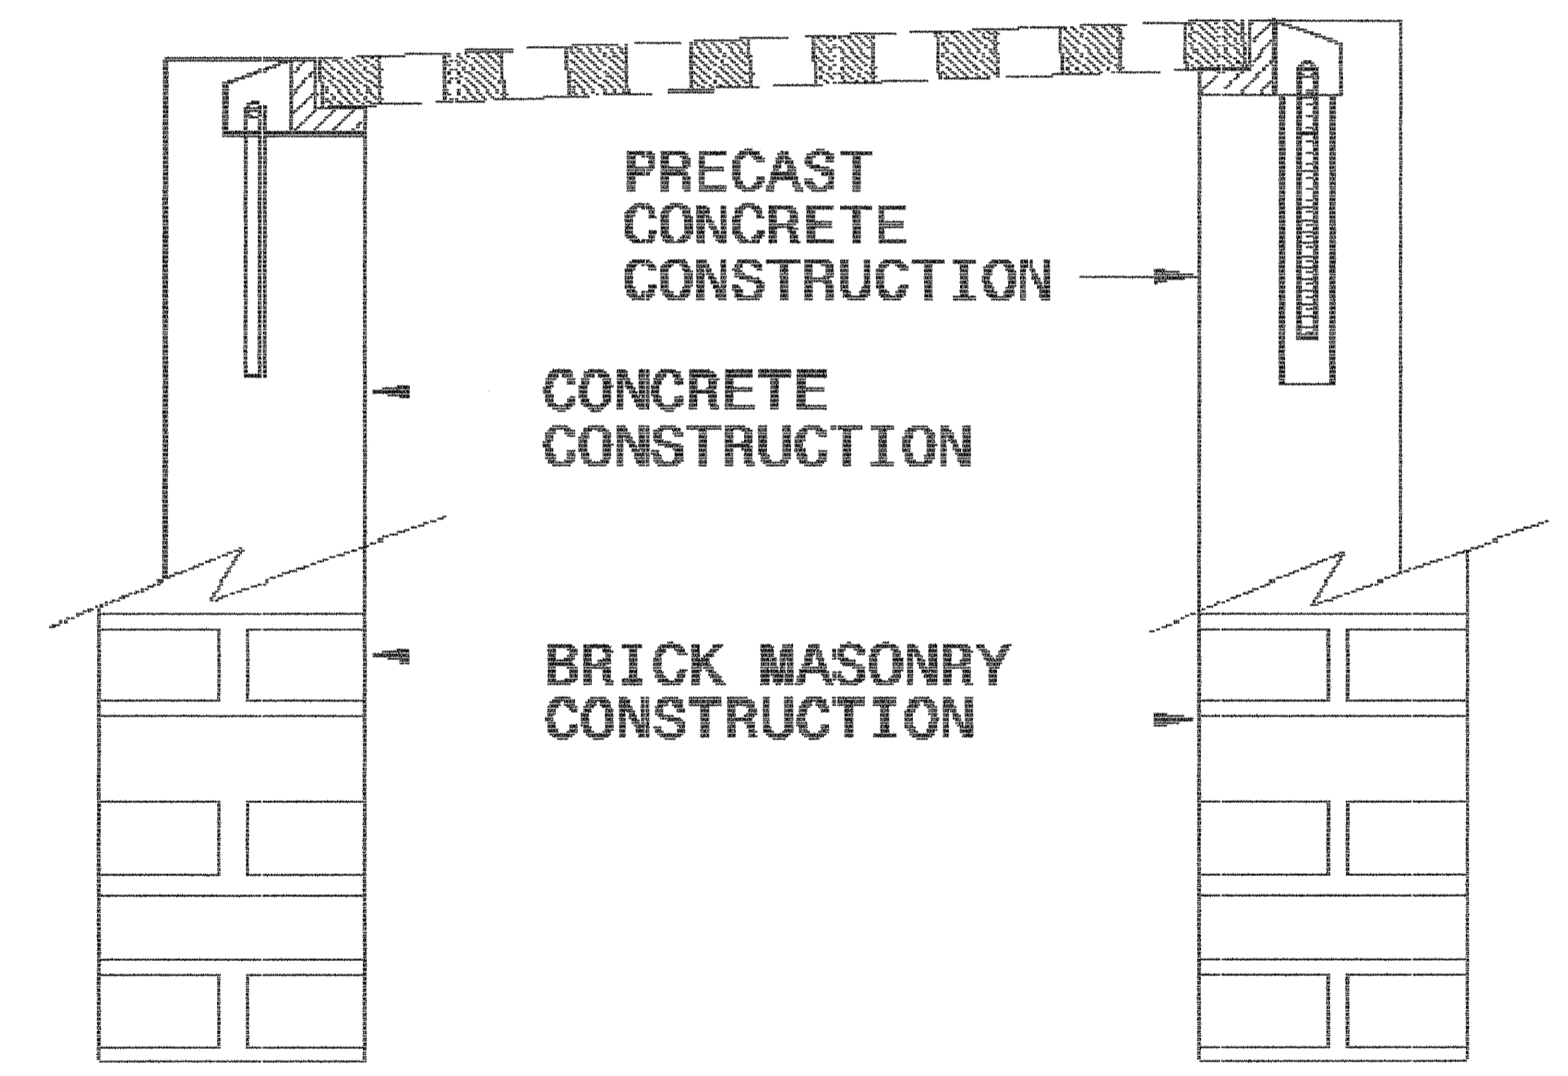 PRECAST
CONCRETE
CONSTRUCTION
CONCRETE
CONSTRUCTION
BRICK MASONRY
CONSTRUCTION